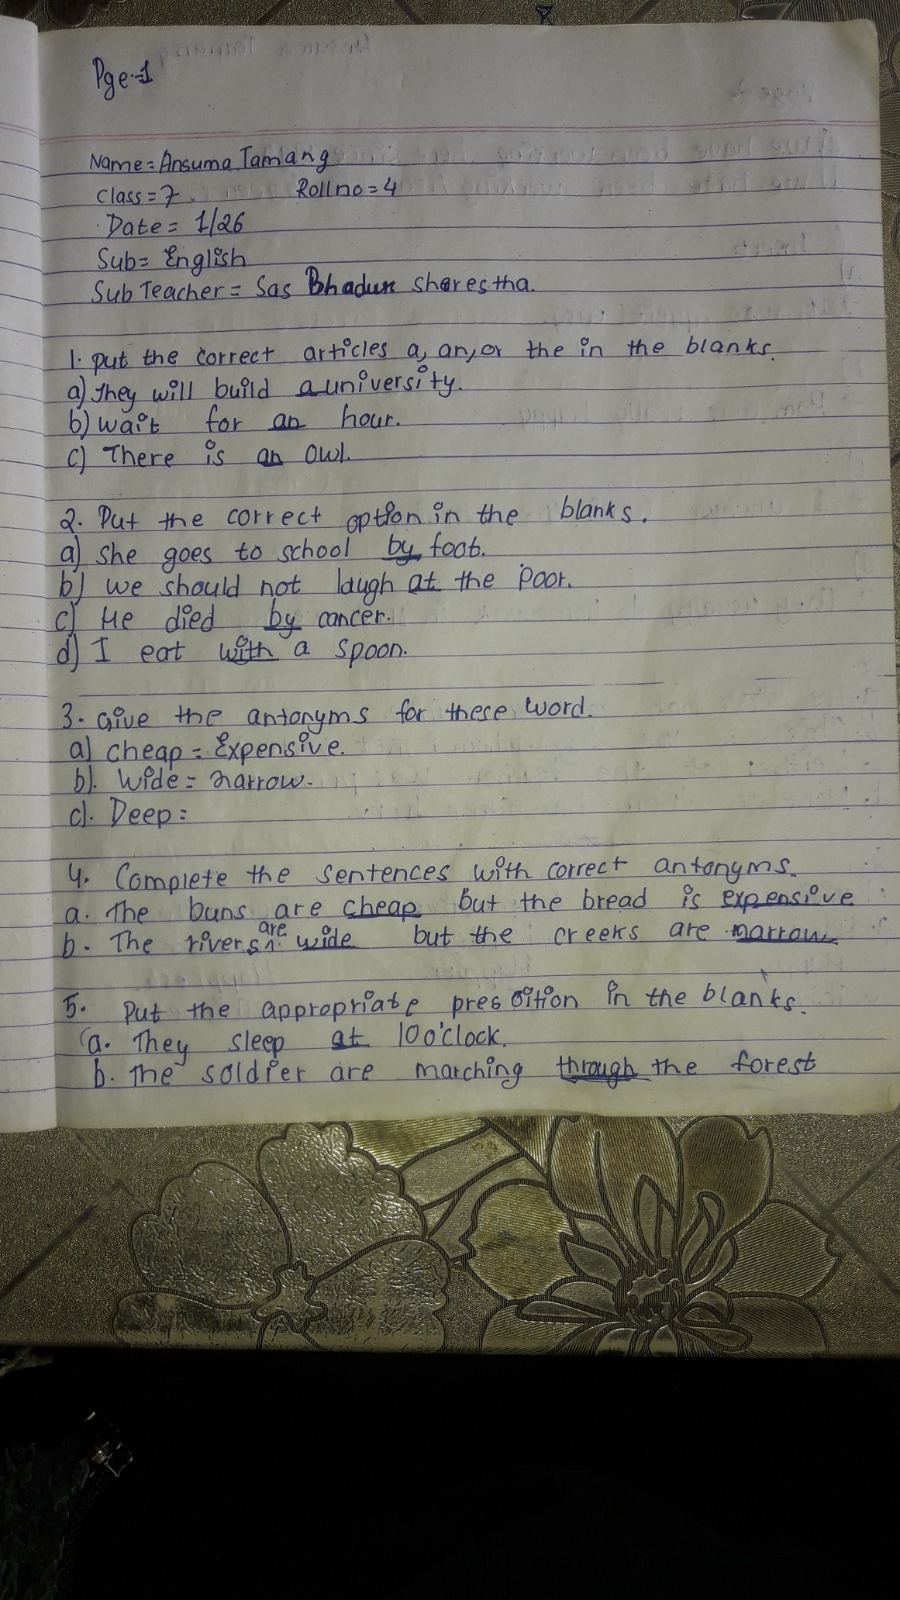 Pge-1
Name = Ansuma Tamang
Class = 7 Roll no = 4
Date = 1/26
Sub = English
Sub Teacher = Sas Bhadur sharestha.
1. put the correct articles a, an, or the in the blanks.
a) They will build a university.
b) wait for an hour.
c) There is an owl.
2. Put the correct option in the blanks.
a) she goes to school by foot.
b) we should not laugh at the poor.
c) He died by cancer.
d) I eat with a spoon.
3. Give the antonyms for these word.
a) cheap = Expensive.
b). Wide = narrow.
c). Deep =
4. Complete the sentences with correct antonyms.
a. The buns are cheap but the bread is expensive
b. The rivers are wide but the creeks are narrow
5. Put the appropriate presoition in the blanks.
a. They sleep at 10 o'clock.
b. The soldier are marching through the forest